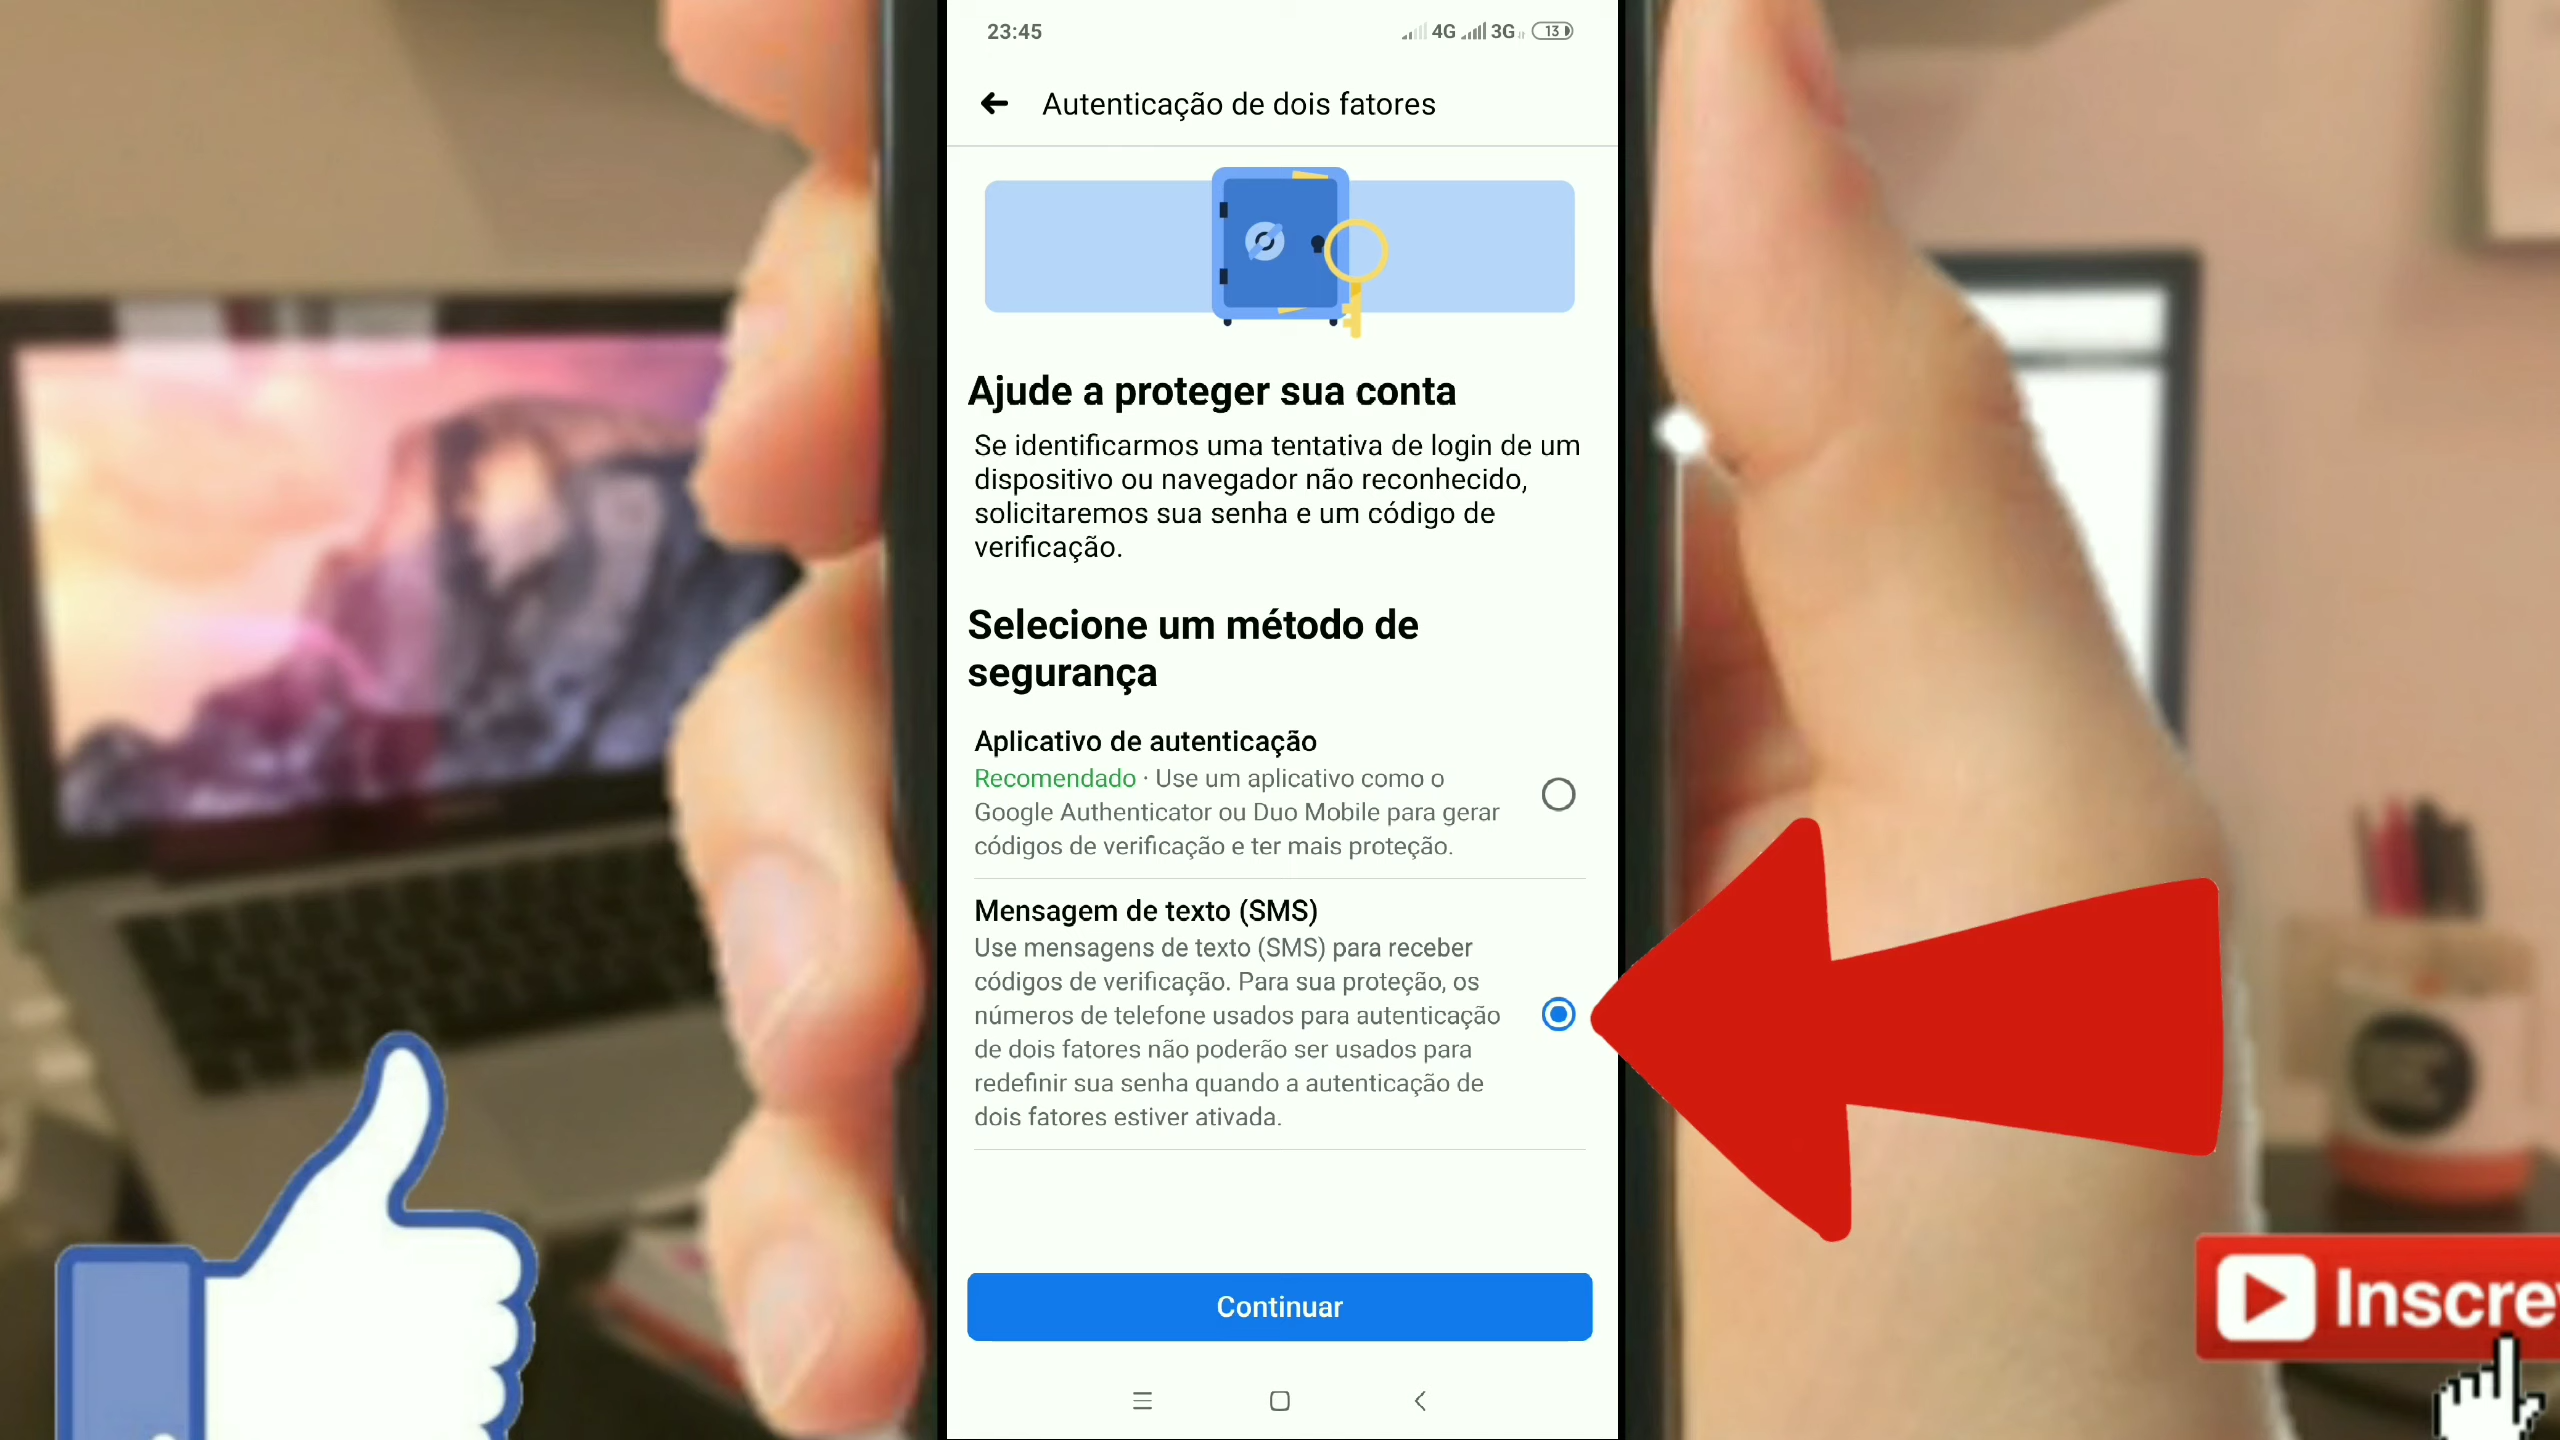 23:45
4G 3G 13
Autenticação de dois fatores
Ajude a proteger sua conta
Se identificarmos uma tentativa de login de um
dispositivo ou navegador não reconhecido,
solicitaremos sua senha e um código de
verificação.
Selecione um método de
segurança
Aplicativo de autenticação
Recomendado · Use um aplicativo como o
Google Authenticator ou Duo Mobile para gerar
códigos de verificação e ter mais proteção.
Mensagem de texto (SMS)
Use mensagens de texto (SMS) para receber
códigos de verificação. Para sua proteção, os
números de telefone usados para autenticação
de dois fatores não poderão ser usados para
redefinir sua senha quando a autenticação de
dois fatores estiver ativada.
Continuar